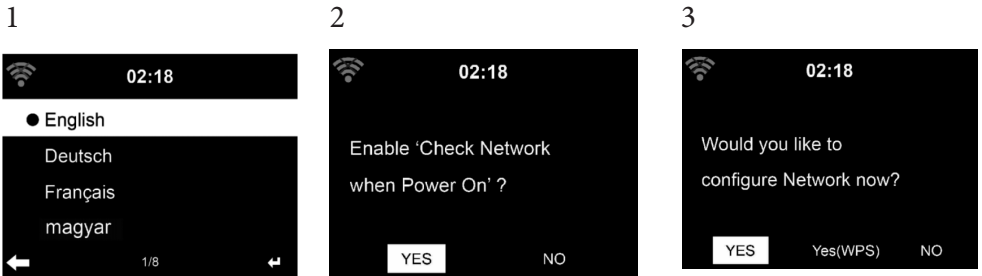 1
02:18
English
Deutsch
Français
magyar
1/8
2
02:18
Enable ‘Check Network
when Power On’ ?
YES NO
3
02:18
Would you like to
configure Network now?
YES Yes(WPS) NO